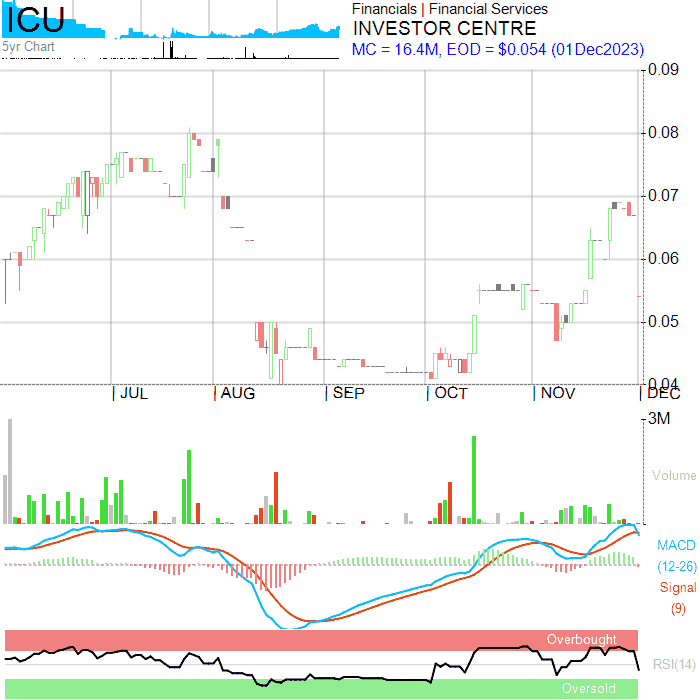 ICU
5yr Chart
Financials | Financial Services
INVESTOR CENTRE
MC = 16.4M, EOD = $0.054 (01Dec2023)
0.09
0.08
0.07
0.06
0.05
0.04
JUL
AUG
SEP
OCT
NOV
DEC
3M
Volume
MACD
(12-26)
Signal
(9)
Overbought
RSI(14)
Oversold